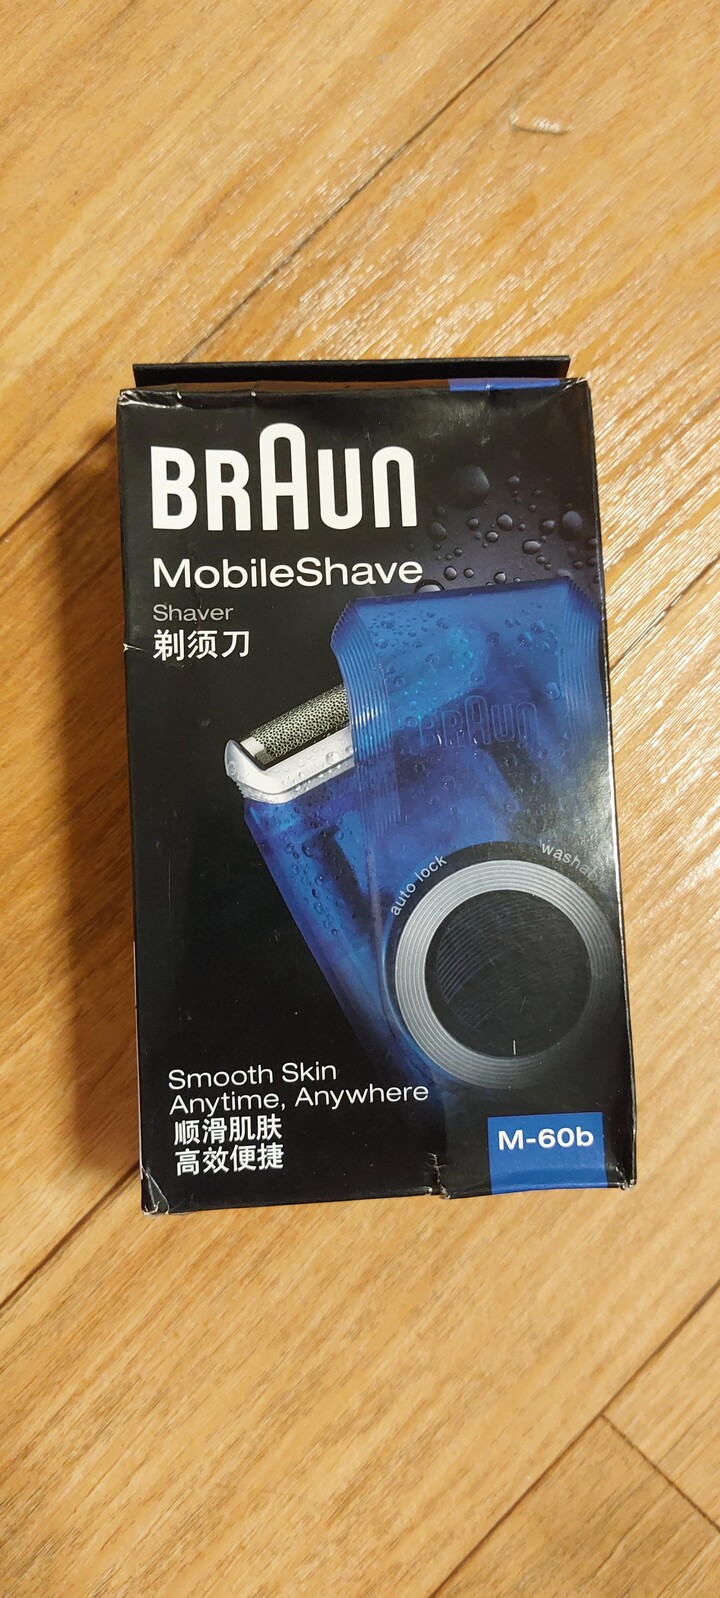 BRAUN
MobileShave
Shaver
剃须刀
BRAUN
auto lock
Smooth Skin
Anytime, Anywhere
顺滑肌肤
高效便捷
M-60b